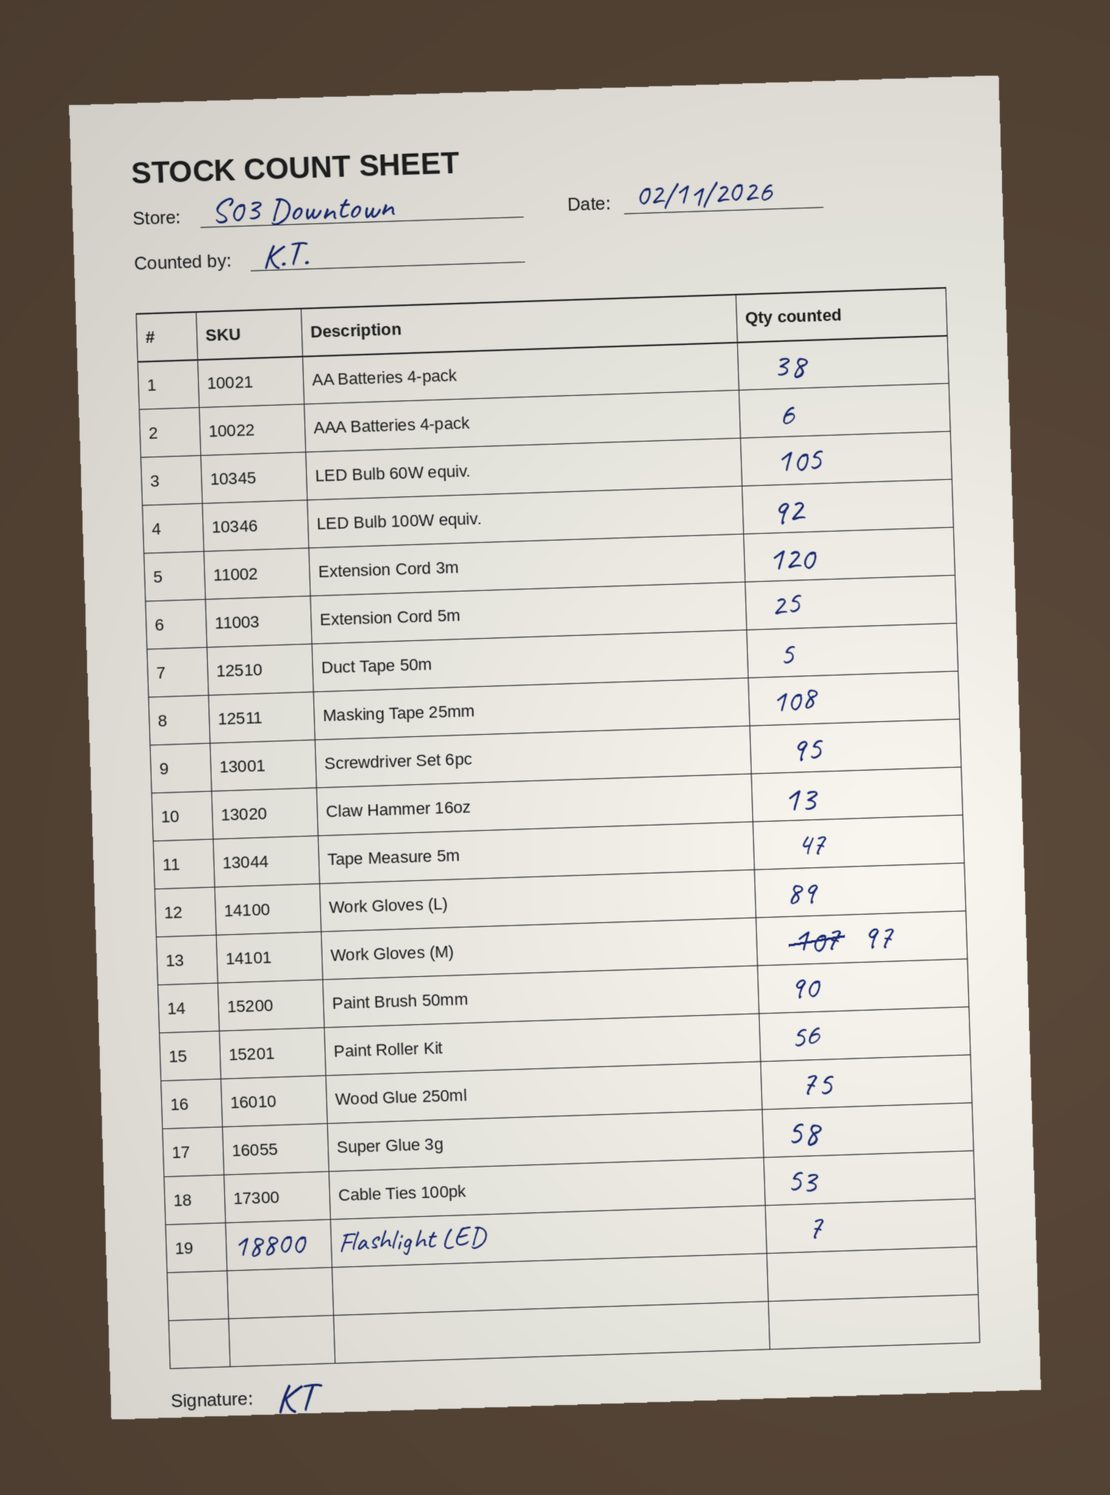 STOCK COUNT SHEET
Store: S03 Downtown Date: 02/11/2026
Counted by: K.T.
# SKU Description Qty counted
1 10021 AA Batteries 4-pack 38
2 10022 AAA Batteries 4-pack 6
3 10345 LED Bulb 60W equiv. 105
4 10346 LED Bulb 100W equiv. 92
5 11002 Extension Cord 3m 120
6 11003 Extension Cord 5m 25
7 12510 Duct Tape 50m 5
8 12511 Masking Tape 25mm 108
9 13001 Screwdriver Set 6pc 95
10 13020 Claw Hammer 16oz 13
11 13044 Tape Measure 5m 47
12 14100 Work Gloves (L) 89
13 14101 Work Gloves (M) 107 97
14 15200 Paint Brush 50mm 90
15 15201 Paint Roller Kit 56
16 16010 Wood Glue 250ml 75
17 16055 Super Glue 3g 58
18 17300 Cable Ties 100pk 53
19 18800 Flashlight LED 7
Signature: KT